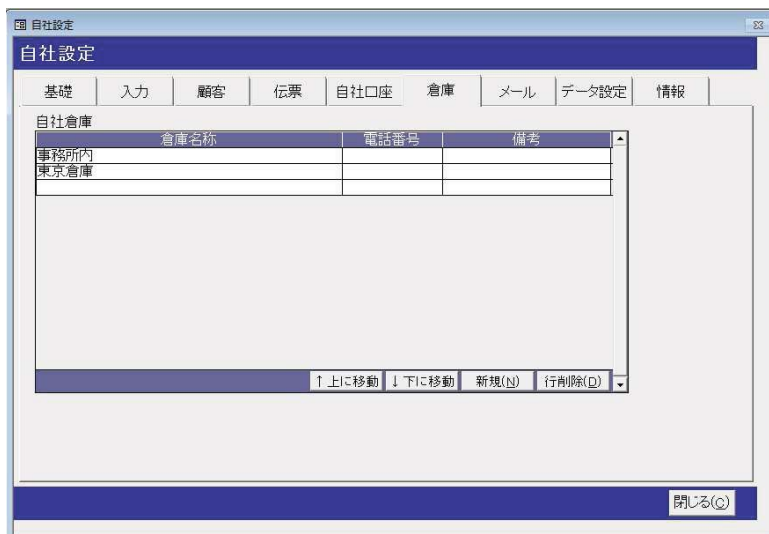 自社設定
自社設定
基礎 入力 顧客 伝票 自社口座 倉庫 メール データ設定 情報
自社倉庫
倉庫名称 電話番号 備考
事務所内
東京倉庫
↑上に移動 ↓下に移動 新規(N) 行削除(D)
閉じる(C)